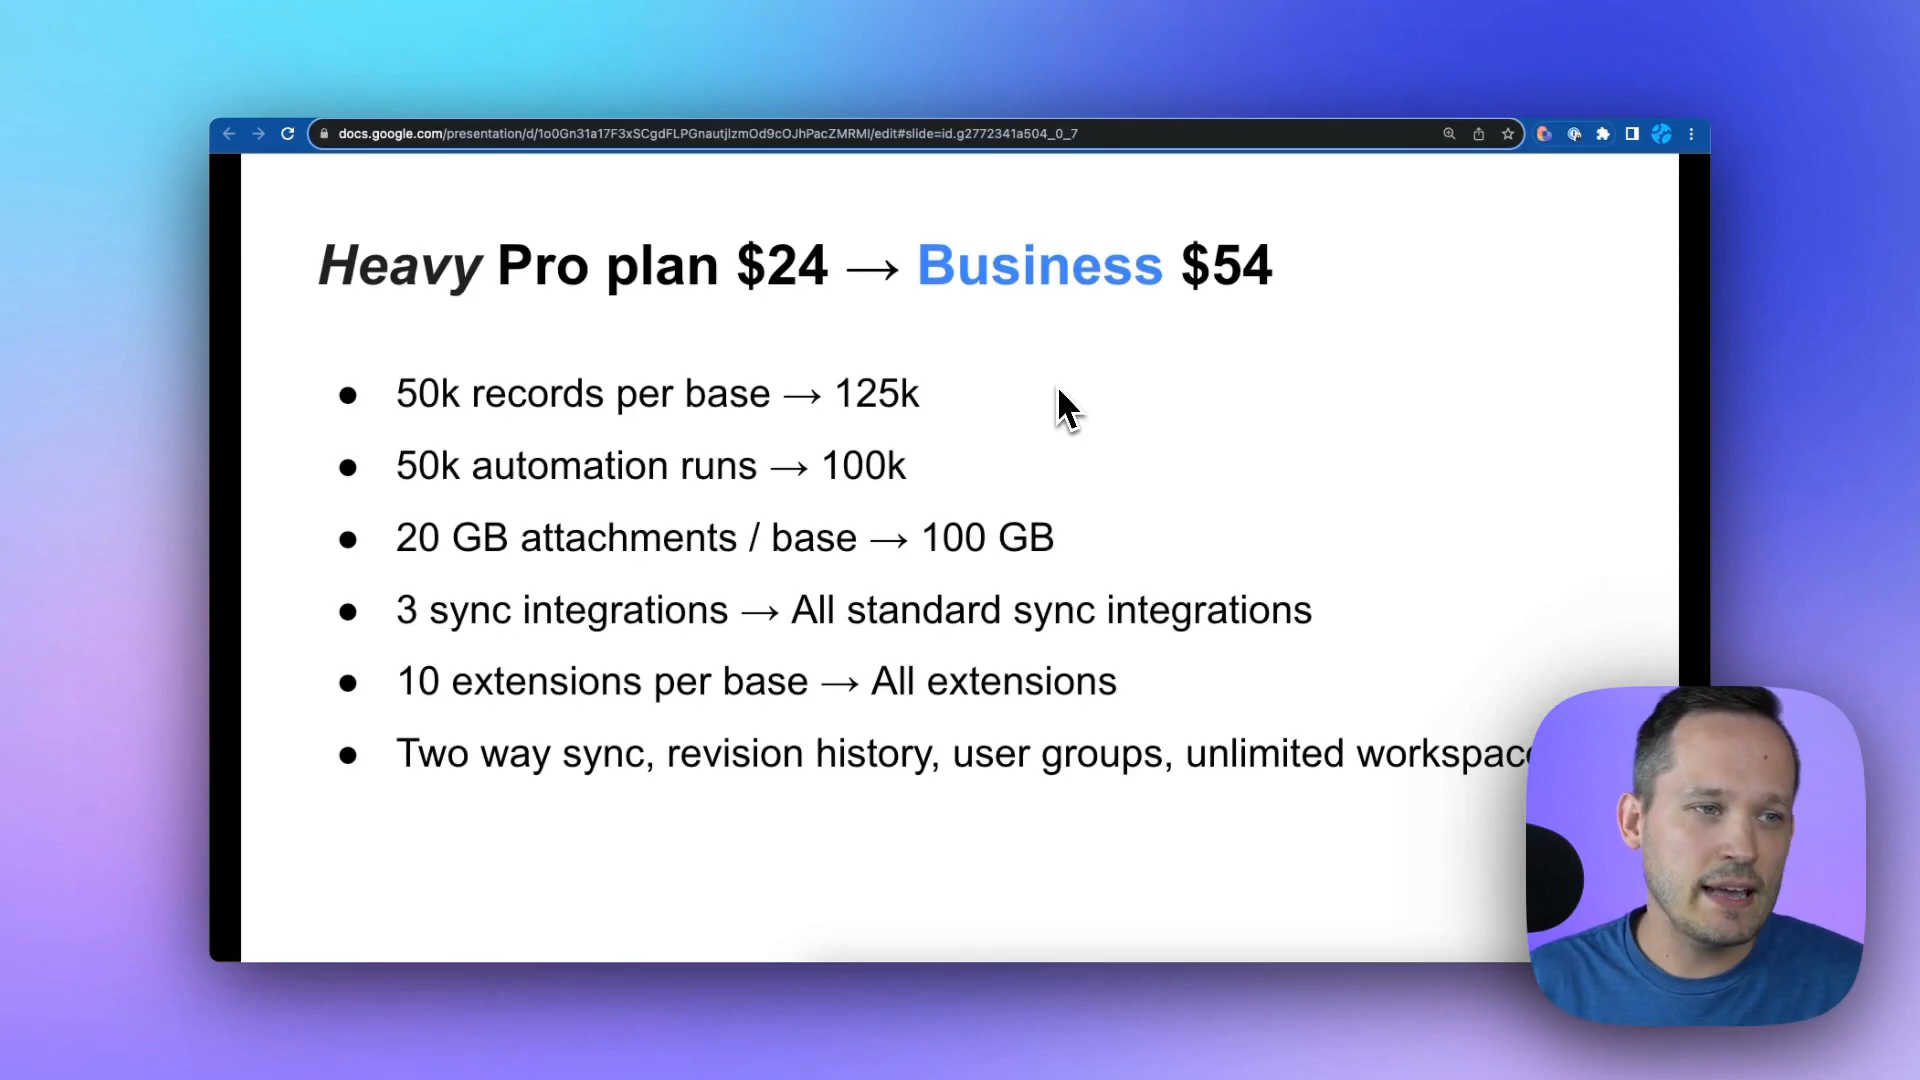 docs.google.com/presentation/d/1o0Gn31a17F3xSCgdFLPGnautjlzmOd9cOJhPacZMRMI/edit#slide=id.g2772341a504_0_7
Heavy Pro plan $24 → Business $54
● 50k records per base → 125k
● 50k automation runs → 100k
● 20 GB attachments / base → 100 GB
● 3 sync integrations → All standard sync integrations
● 10 extensions per base → All extensions
● Two way sync, revision history, user groups, unlimited